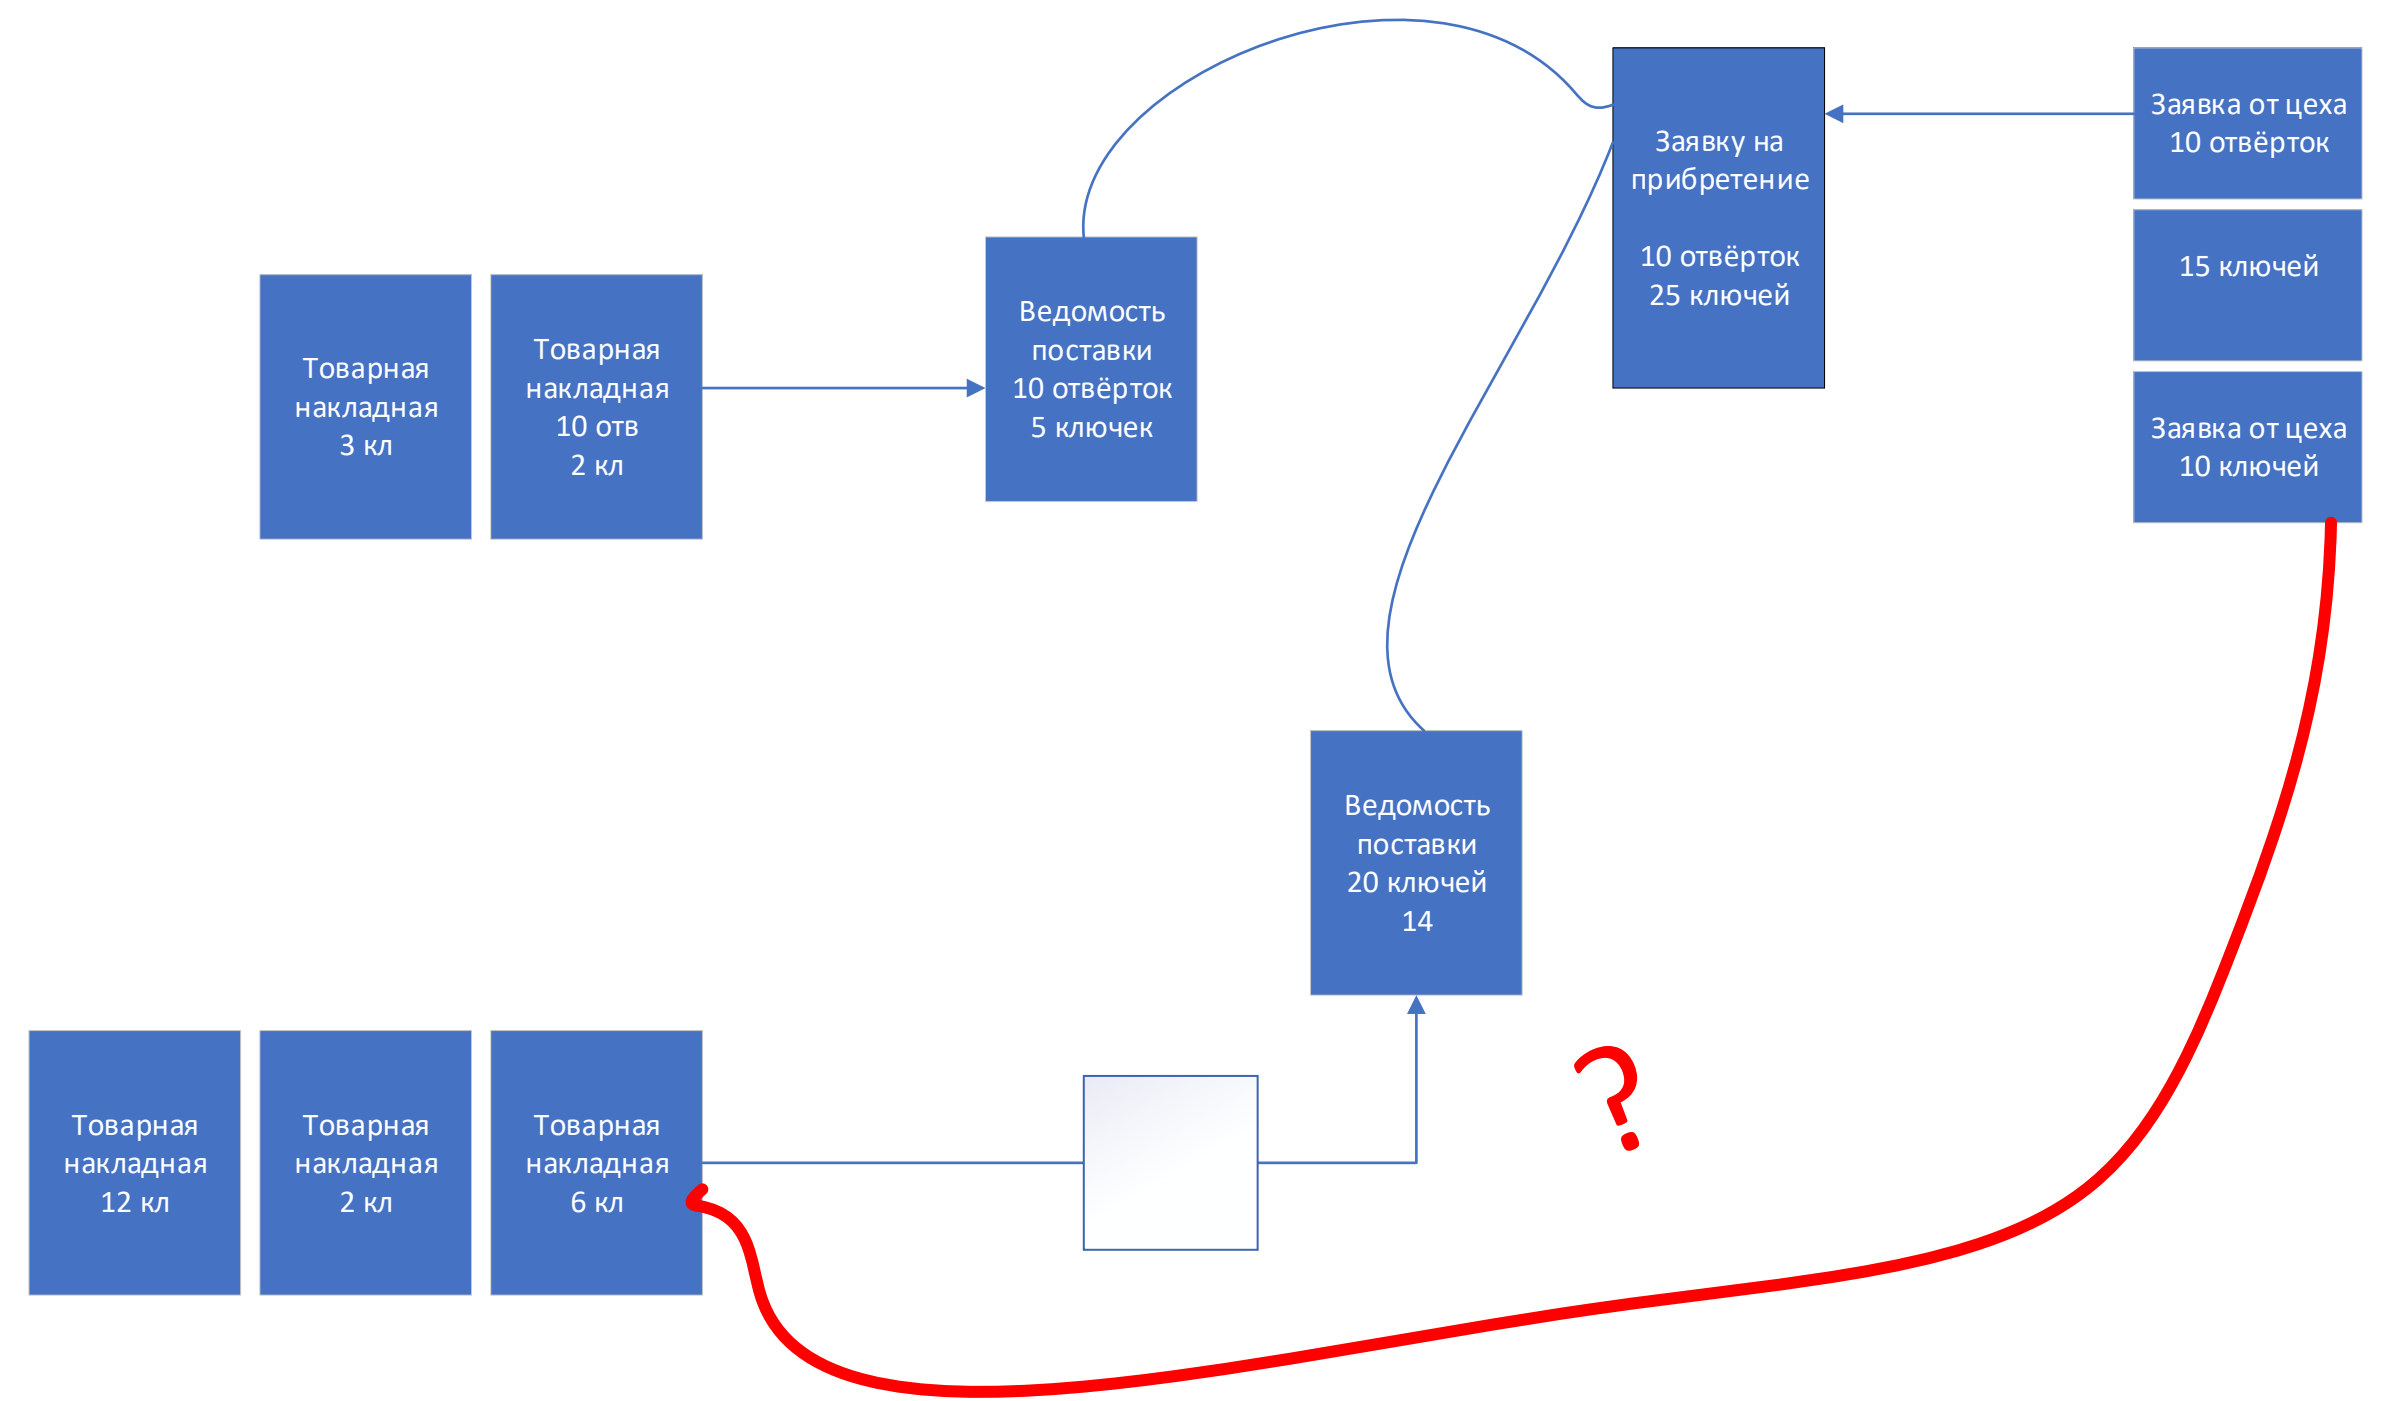 Заявку на
прибретение
10 отвёрток
25 ключей
Заявка от цеха
10 отвёрток
15 ключей
Заявка от цеха
10 ключей
Товарная
накладная
3 кл
Товарная
накладная
10 отв
2 кл
Ведомость
поставки
10 отвёрток
5 ключек
Ведомость
поставки
20 ключей
14
Товарная
накладная
12 кл
Товарная
накладная
2 кл
Товарная
накладная
6 кл
?